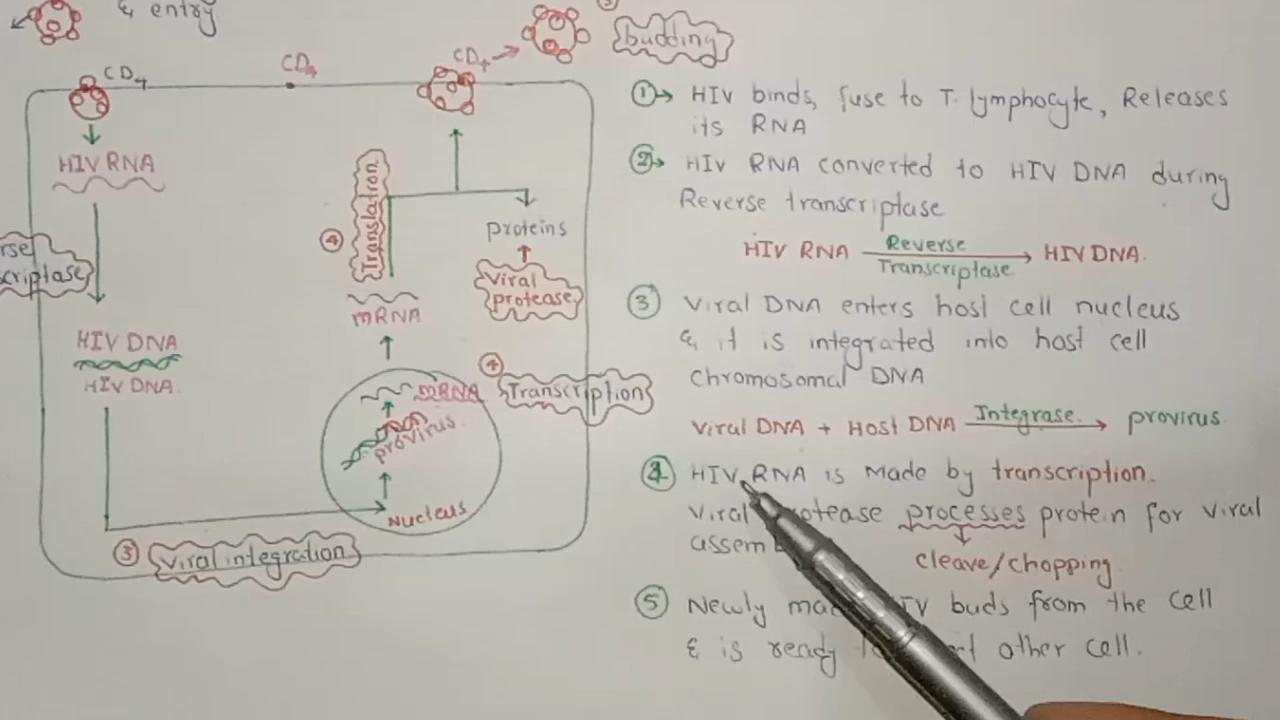 & entry
budding
CD4
CD4
CD4
HIV RNA
Translation
4
proteins
Viral
protease
mRNA
HIV DNA
HIV DNA.
4
Transcription
mRNA
provirus
Nucleus
3 Viral integration
1 HIV binds, fuse to T. lymphocyte, Releases
its RNA
2 HIV RNA converted to HIV DNA during
Reverse transcriptase
HIV RNA Reverse Transcriptase HIV DNA.
3 Viral DNA enters host cell nucleus
& it is integrated into host cell
chromosomal DNA
Viral DNA + Host DNA Integrase provirus.
4 HIV RNA is made by transcription.
Viral processes protein for viral
cleave/chopping
5 Newly buds from the cell
& is ready other cell.